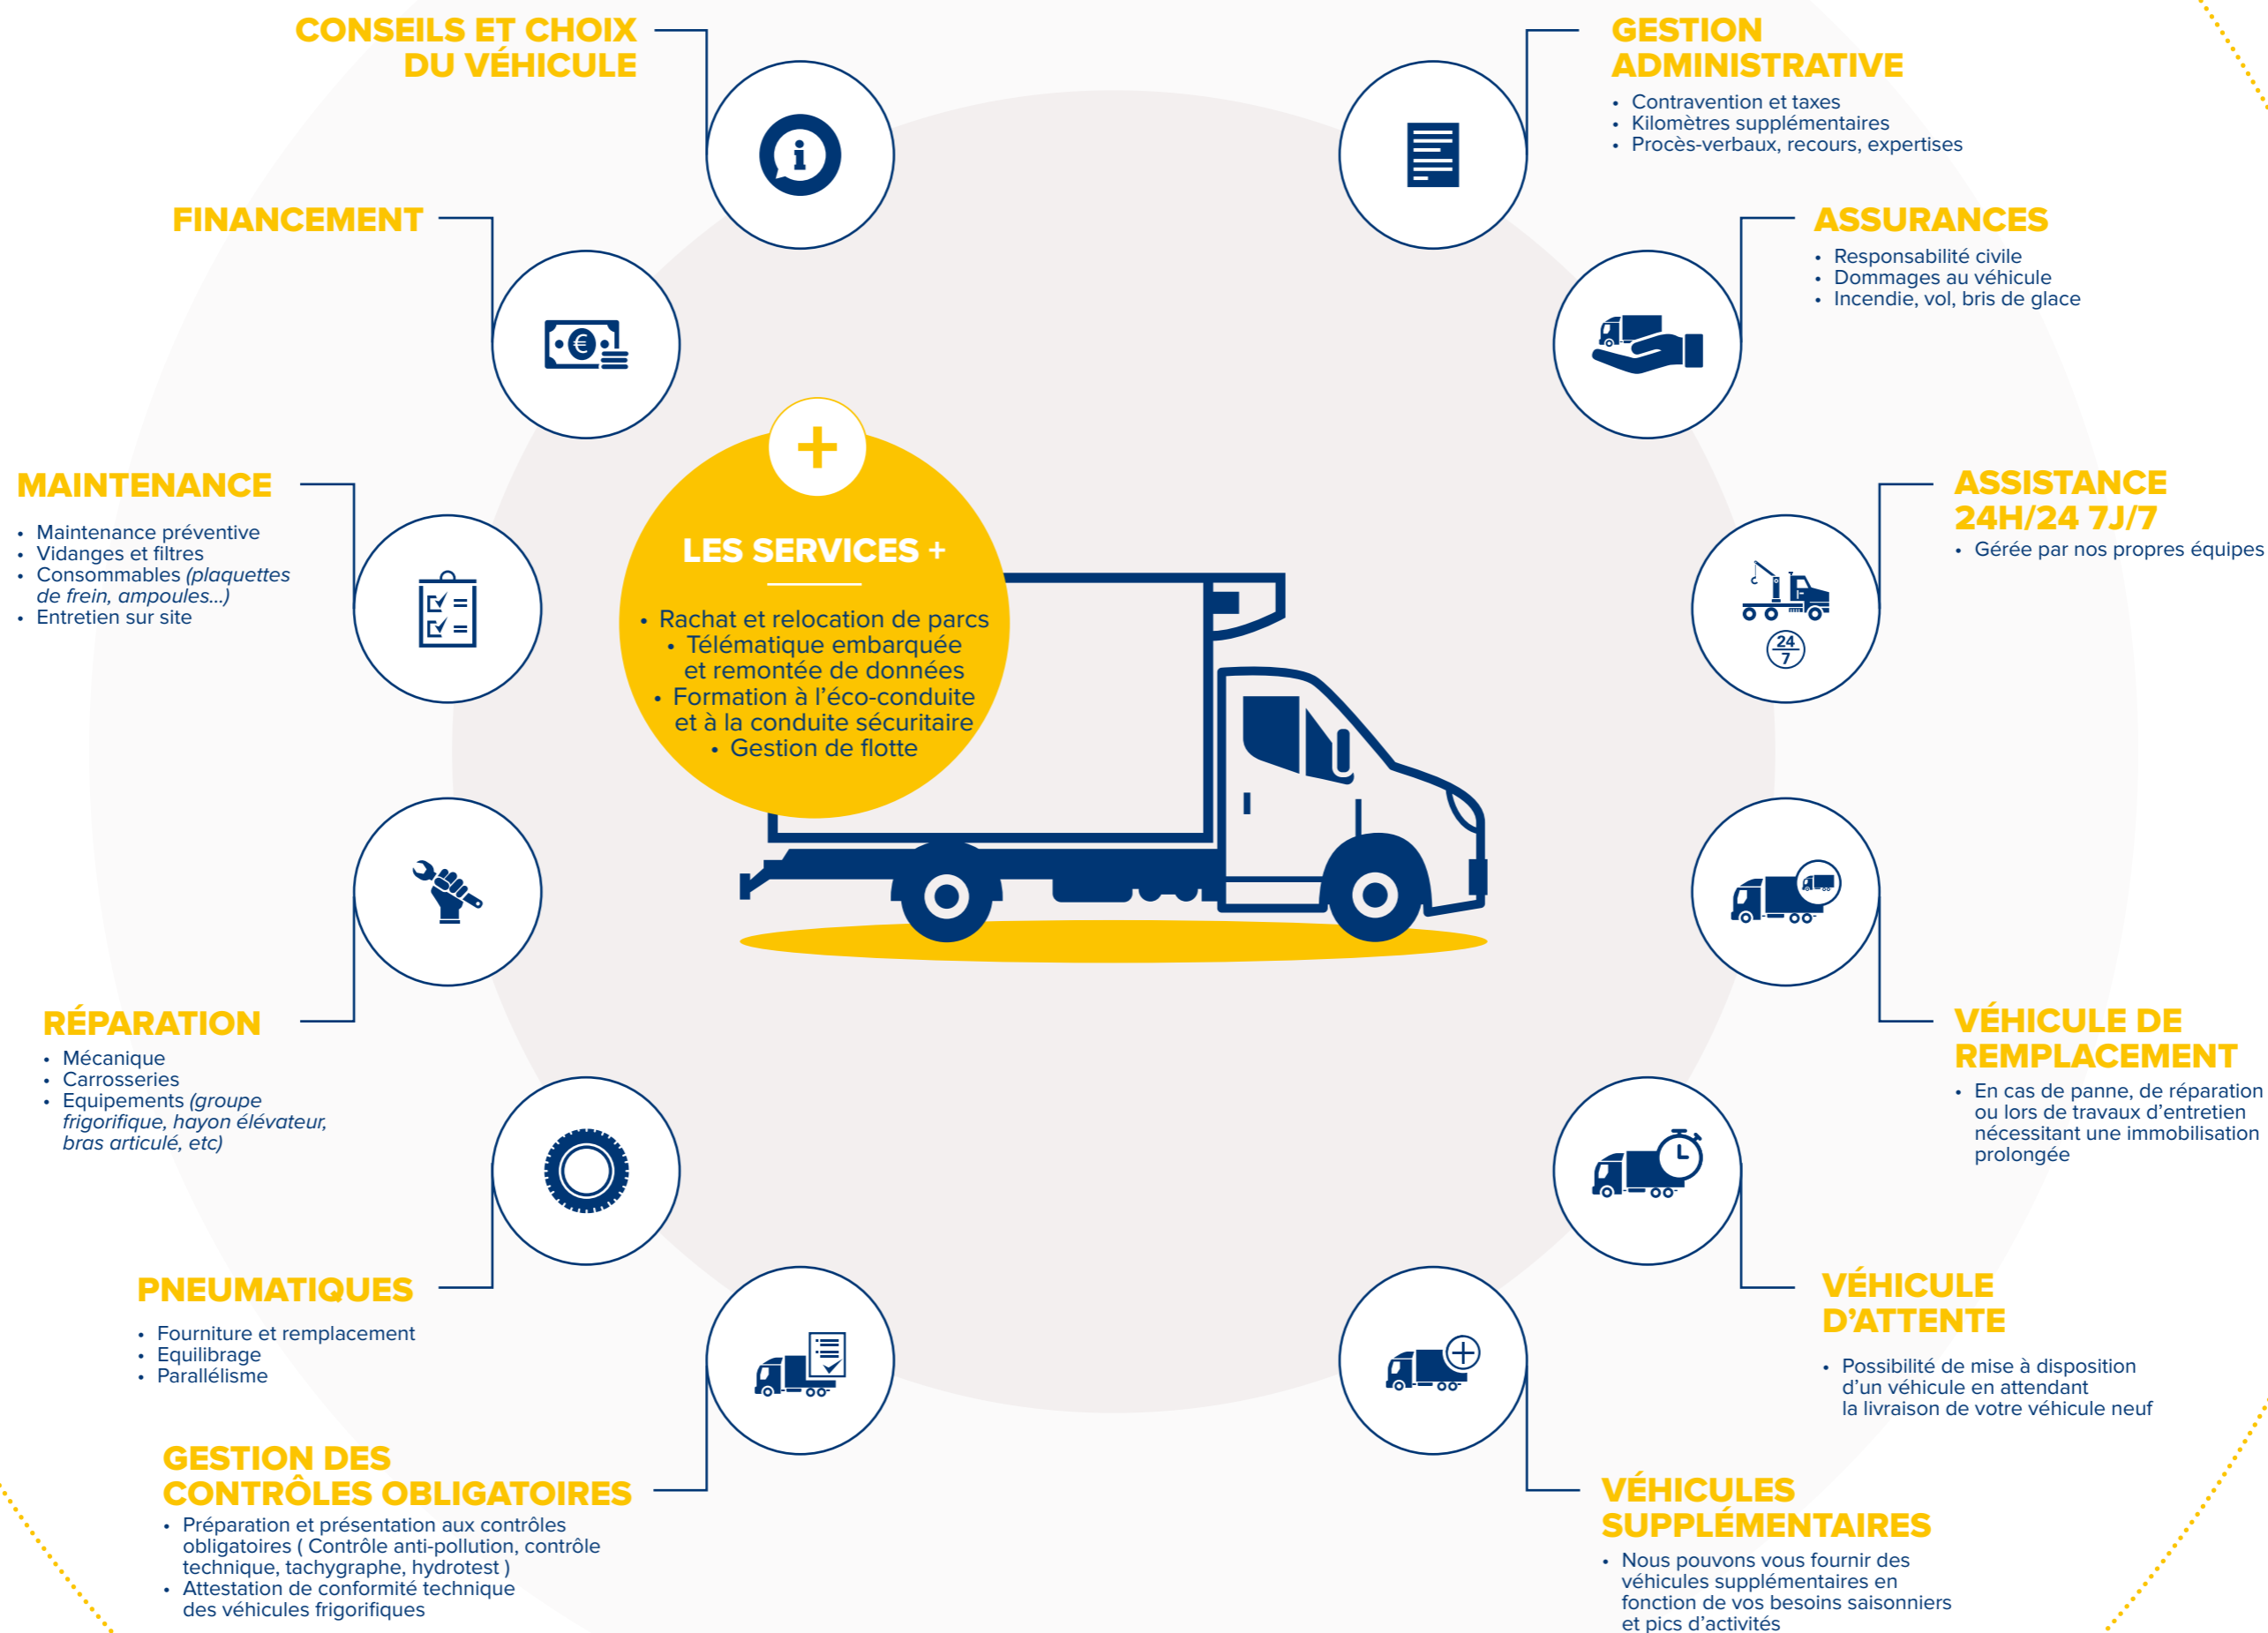 CONSEILS ET CHOIX
DU VÉHICULE
FINANCEMENT
€
MAINTENANCE
• Maintenance préventive
• Vidanges et filtres
• Consommables (plaquettes
de frein, ampoules...)
• Entretien sur site
RÉPARATION
• Mécanique
• Carrosseries
• Equipements (groupe
frigorifique, hayon élévateur,
bras articulé, etc)
PNEUMATIQUES
• Fourniture et remplacement
• Equilibrage
• Parallélisme
GESTION DES
CONTRÔLES OBLIGATOIRES
• Préparation et présentation aux contrôles
obligatoires ( Contrôle anti-pollution, contrôle
technique, tachygraphe, hydrotest )
• Attestation de conformité technique
des véhicules frigorifiques
+
LES SERVICES +
• Rachat et relocation de parcs
• Télématique embarquée
et remontée de données
• Formation à l'éco-conduite
et à la conduite sécuritaire
• Gestion de flotte
GESTION
ADMINISTRATIVE
• Contravention et taxes
• Kilomètres supplémentaires
• Procès-verbaux, recours, expertises
ASSURANCES
• Responsabilité civile
• Dommages au véhicule
• Incendie, vol, bris de glace
ASSISTANCE
24H/24 7J/7
• Gérée par nos propres équipes
24
7
VÉHICULE DE
REMPLACEMENT
• En cas de panne, de réparation
ou lors de travaux d'entretien
nécessitant une immobilisation
prolongée
VÉHICULE
D'ATTENTE
• Possibilité de mise à disposition
d'un véhicule en attendant
la livraison de votre véhicule neuf
VÉHICULES
SUPPLÉMENTAIRES
• Nous pouvons vous fournir des
véhicules supplémentaires en
fonction de vos besoins saisonniers
et pics d'activités